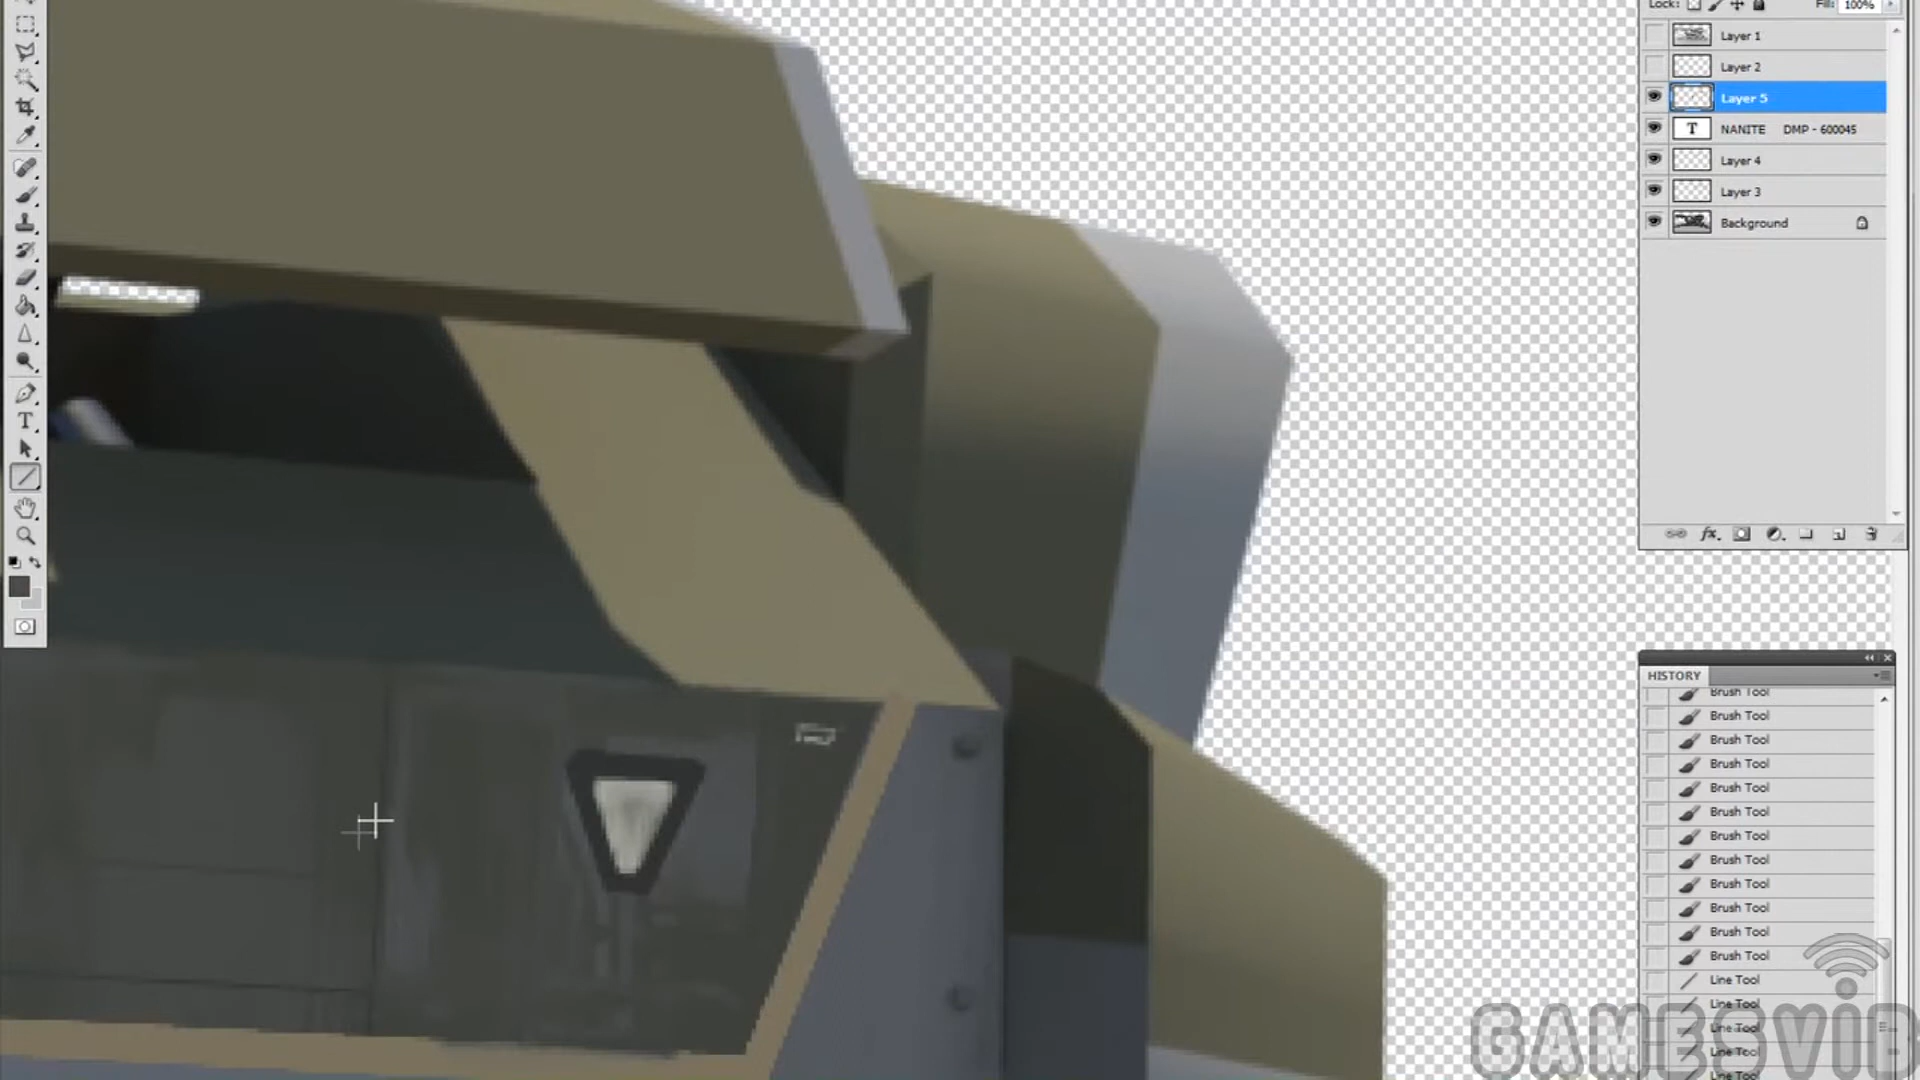 Lock: Fill: 100%
Layer 1
Layer 2
Layer 5
T NANITE DMP - 600045
Layer 4
Layer 3
Background
T
HISTORY
Brush Tool
Brush Tool
Brush Tool
Brush Tool
Brush Tool
Brush Tool
Brush Tool
Brush Tool
Brush Tool
Brush Tool
Brush Tool
Brush Tool
Line Tool
Line Tool
Line Tool
Line Tool
Line Tool
GAMESViD